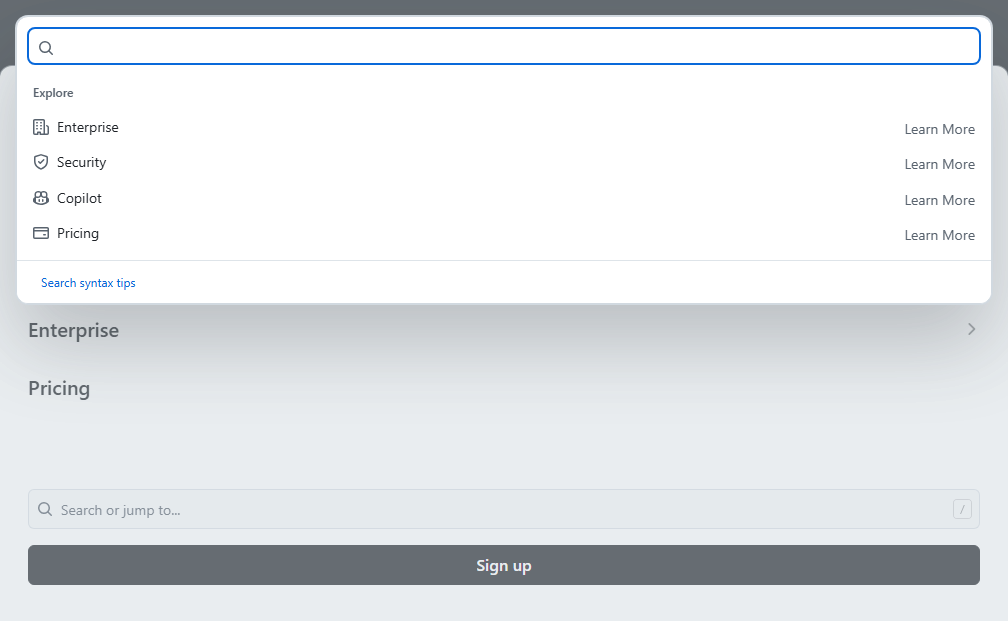 Explore
Enterprise Learn More
Security Learn More
Copilot Learn More
Pricing Learn More
Search syntax tips
Enterprise
Pricing
Search or jump to... /
Sign up